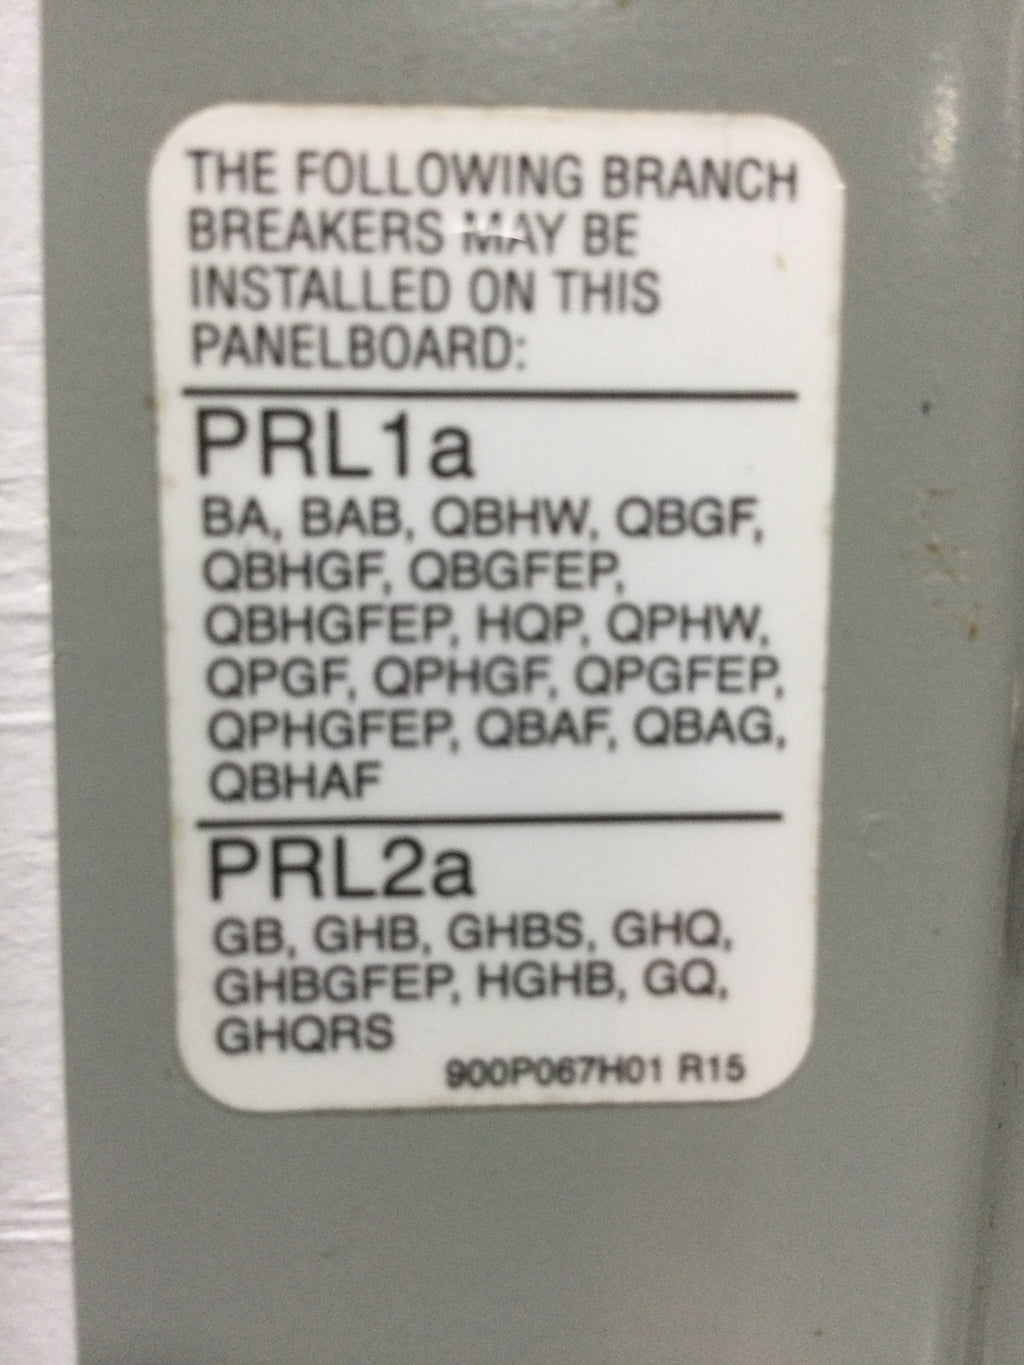 THE FOLLOWING BRANCH
BREAKERS MAY BE
INSTALLED ON THIS
PANELBOARD:
PRL1a
BA, BAB, QBHW, QBGF,
QBHGF, QBGFEP,
QBHGFEP, HQP, QPHW,
QPGF, QPHGF, QPGFEP,
QPHGFEP, QBAF, QBAG,
QBHAF
PRL2a
GB, GHB, GHBS, GHQ,
GHBGFEP, HGHB, GQ,
GHQRS
900P067H01 R15